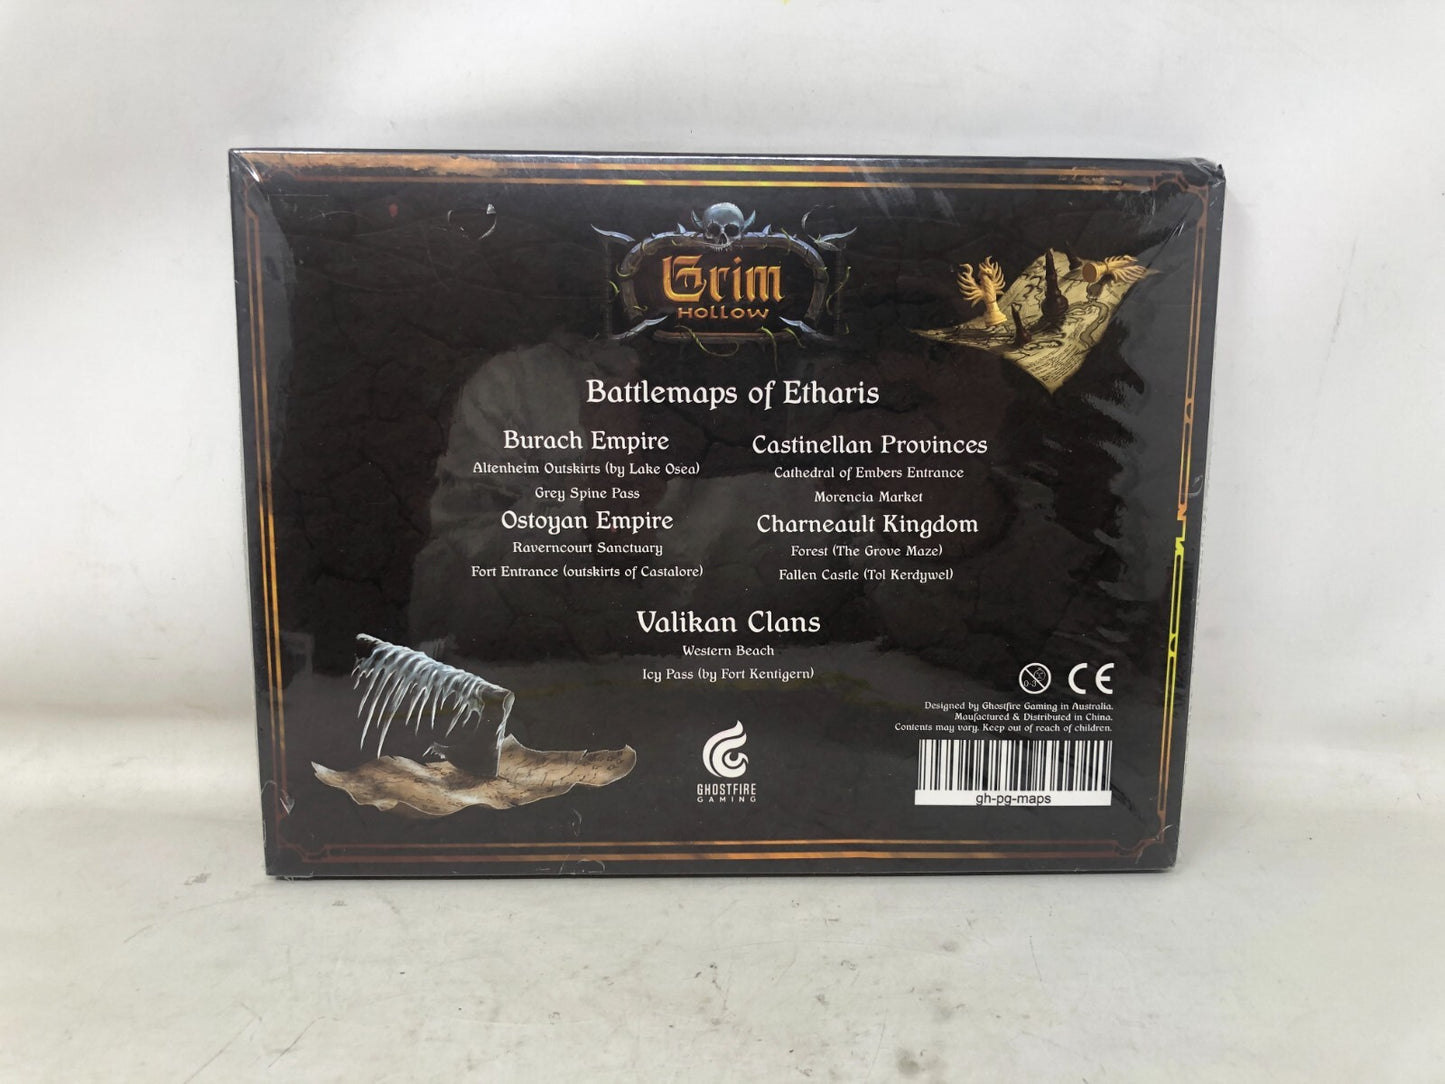 Grim
HOLLOW
Battlemaps of Etharis
Burach Empire
Altenheim Outskirts (by Lake Osea)
Grey Spine Pass
Ostoyan Empire
Raverncourt Sanctuary
Fort Entrance (outskirts of Castalore)
Castinellan Provinces
Cathedral of Embers Entrance
Morencia Market
Charneault Kingdom
Forest (The Grove Maze)
Fallen Castle (Tol Kerdywel)
Valikan Clans
Western Beach
Icy Pass (by Fort Kentigern)
GHOSTFIRE
GAMING
0-3
CE
Designed by Ghostfire Gaming in Australia.
Maufactured & Distributed in China.
Contents may vary. Keep out of reach of children.
gh-pg-maps